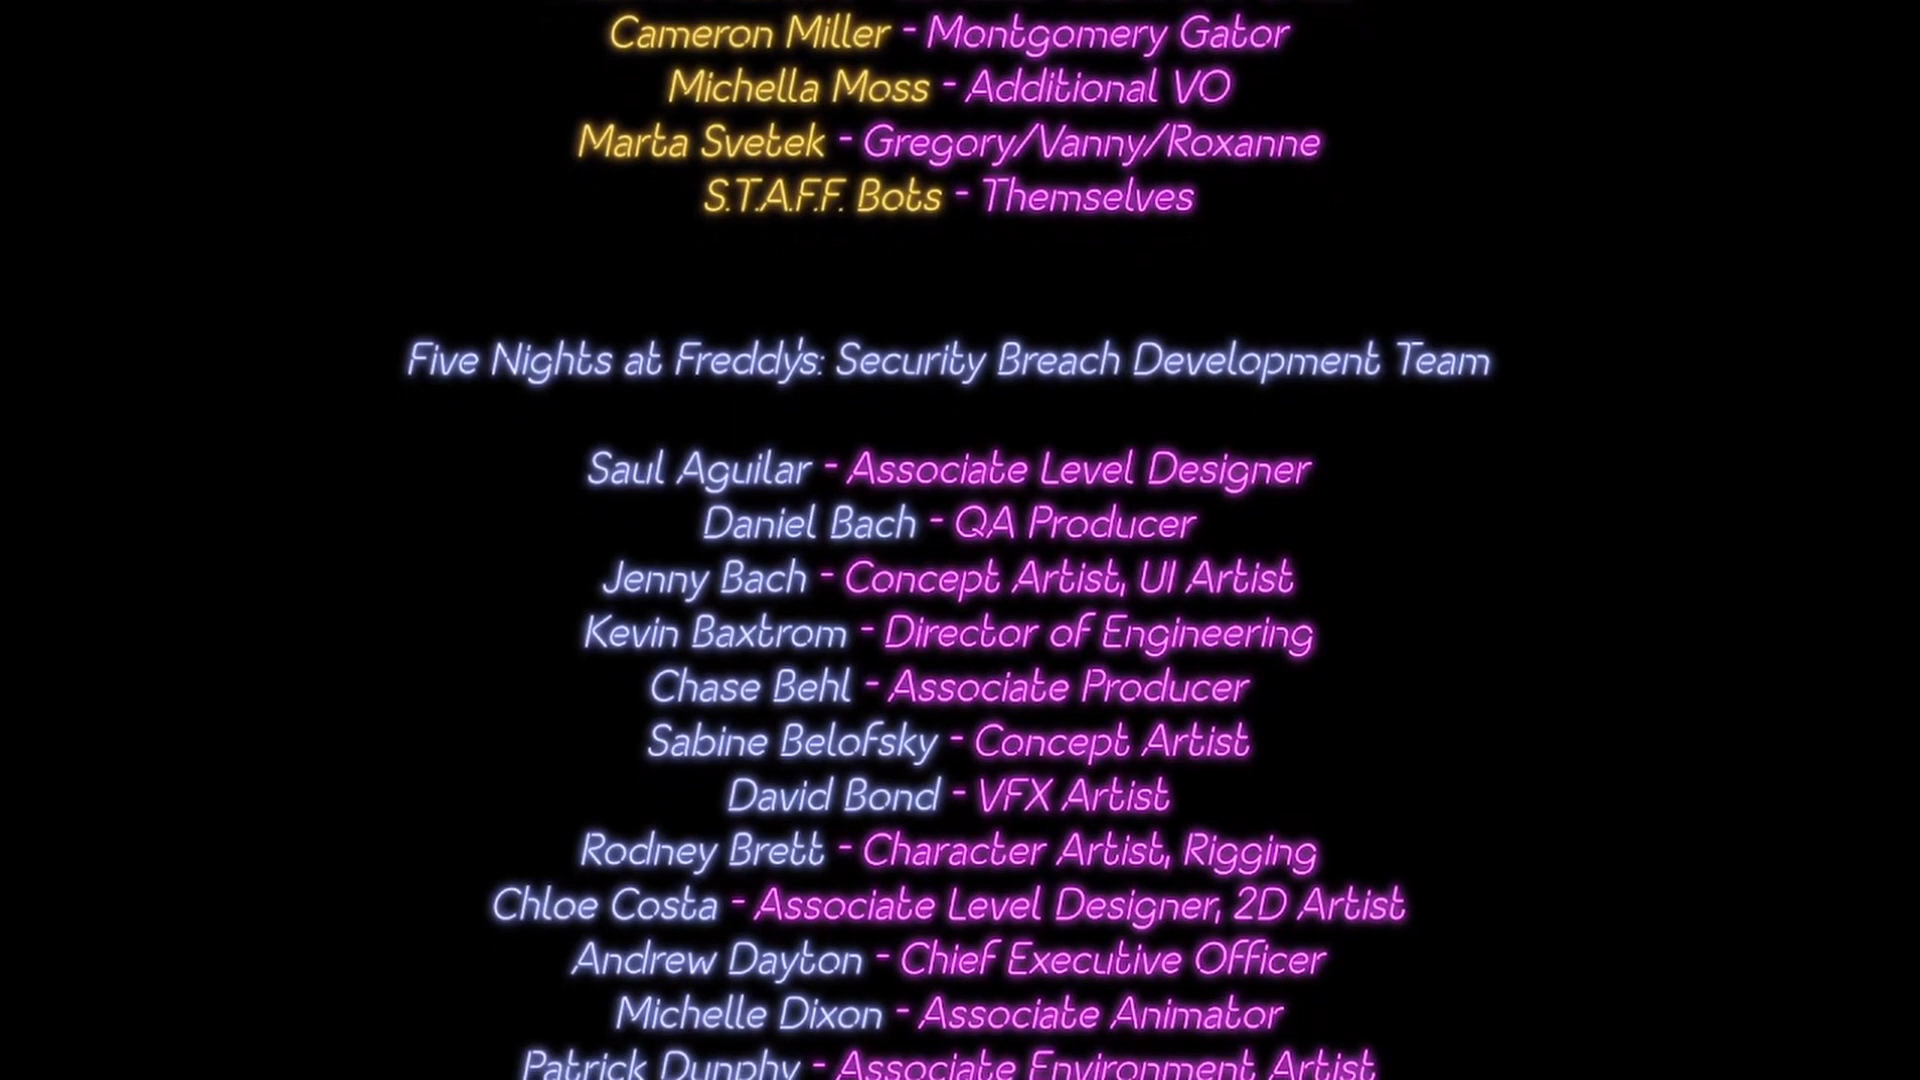 Cameron Miller - Montgomery Gator
Michella Moss - Additional VO
Marta Svetek - Gregory/Vanny/Roxanne
S.T.A.F.F. Bots - Themselves
Five Nights at Freddy's: Security Breach Development Team
Saul Aguilar - Associate Level Designer
Daniel Bach - QA Producer
Jenny Bach - Concept Artist, UI Artist
Kevin Baxtrom - Director of Engineering
Chase Behl - Associate Producer
Sabine Belofsky - Concept Artist
David Bond - VFX Artist
Rodney Brett - Character Artist, Rigging
Chloe Costa - Associate Level Designer, 2D Artist
Andrew Dayton - Chief Executive Officer
Michelle Dixon - Associate Animator
Patrick Dunphy - Associate Environment Artist